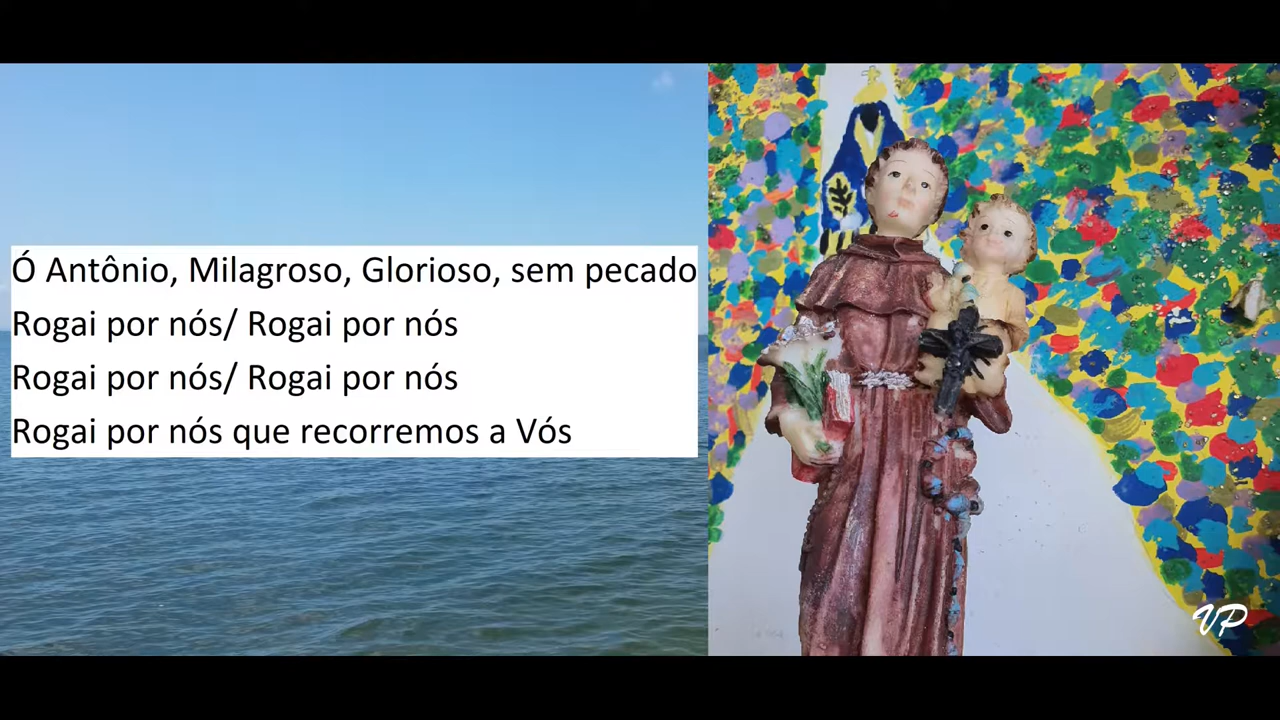 Ó Antônio, Milagroso, Glorioso, sem pecado
Rogai por nós/ Rogai por nós
Rogai por nós/ Rogai por nós
Rogai por nós que recorremos a Vós
VP